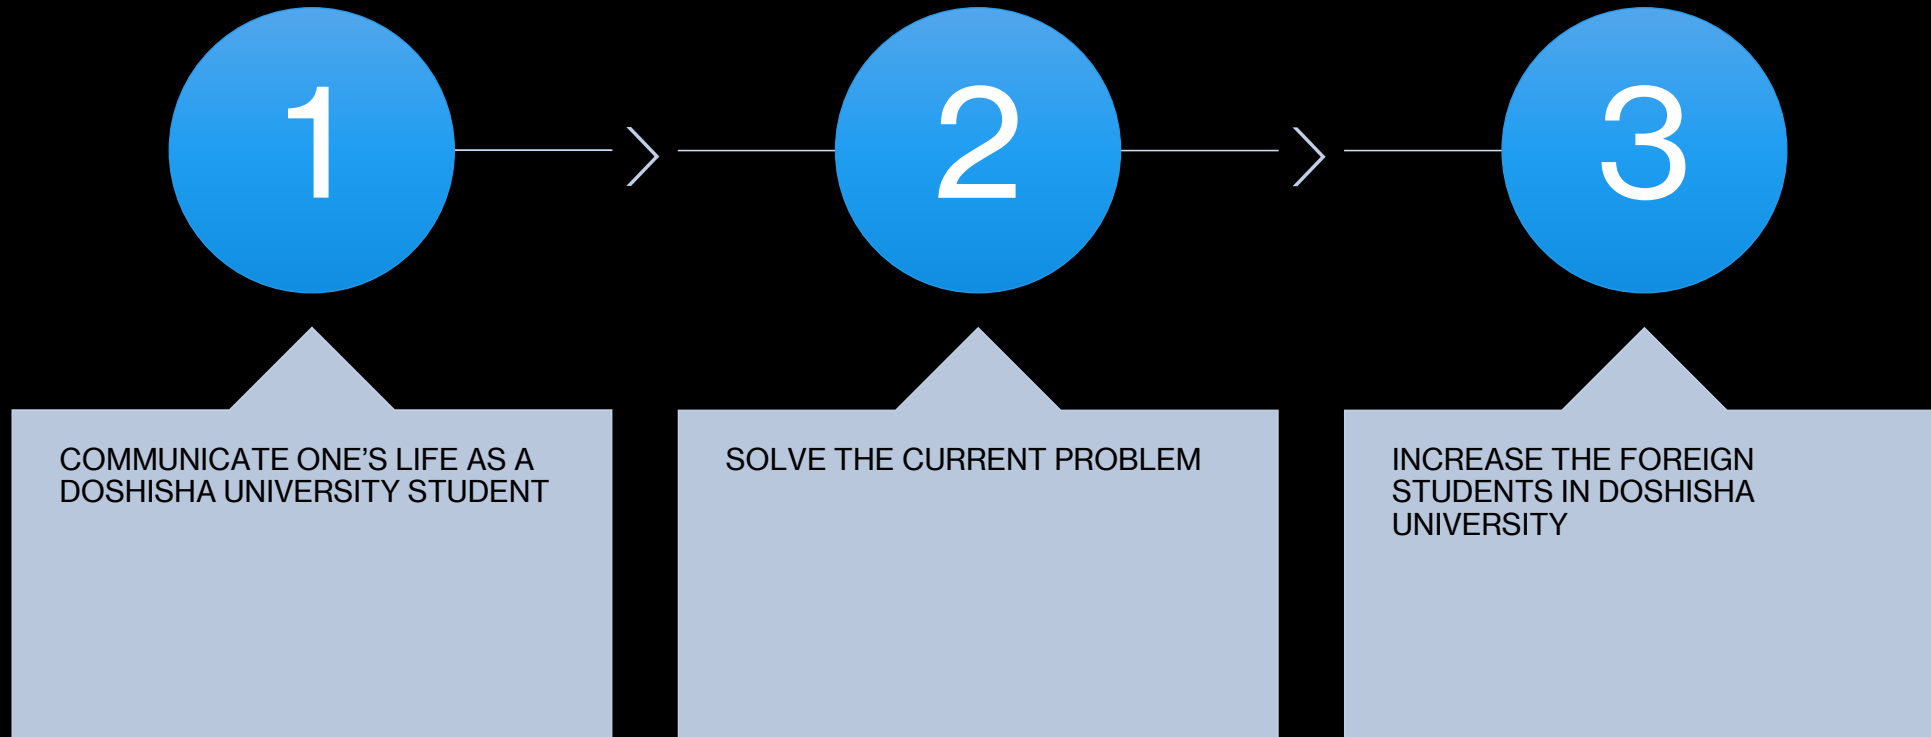 1
2
3
COMMUNICATE ONE’S LIFE AS A
DOSHISHA UNIVERSITY STUDENT
SOLVE THE CURRENT PROBLEM
INCREASE THE FOREIGN
STUDENTS IN DOSHISHA
UNIVERSITY